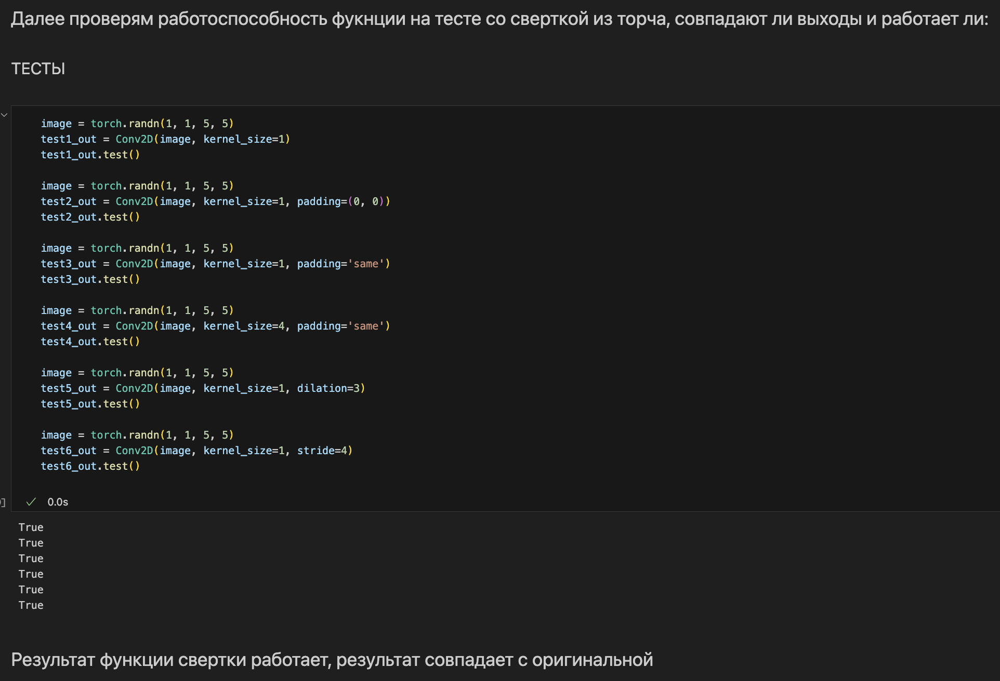 Далее проверям работоспособность фукнции на тесте со сверткой из торча, совпадают ли выходы и работает ли:
ТЕСТЫ
image = torch.randn(1, 1, 5, 5)
test1_out = Conv2D(image, kernel_size=1)
test1_out.test()
image = torch.randn(1, 1, 5, 5)
test2_out = Conv2D(image, kernel_size=1, padding=(0, 0))
test2_out.test()
image = torch.randn(1, 1, 5, 5)
test3_out = Conv2D(image, kernel_size=1, padding='same')
test3_out.test()
image = torch.randn(1, 1, 5, 5)
test4_out = Conv2D(image, kernel_size=4, padding='same')
test4_out.test()
image = torch.randn(1, 1, 5, 5)
test5_out = Conv2D(image, kernel_size=1, dilation=3)
test5_out.test()
image = torch.randn(1, 1, 5, 5)
test6_out = Conv2D(image, kernel_size=1, stride=4)
test6_out.test()
] ✓ 0.0s
True
True
True
True
True
True
Результат функции свертки работает, результат совпадает с оригинальной